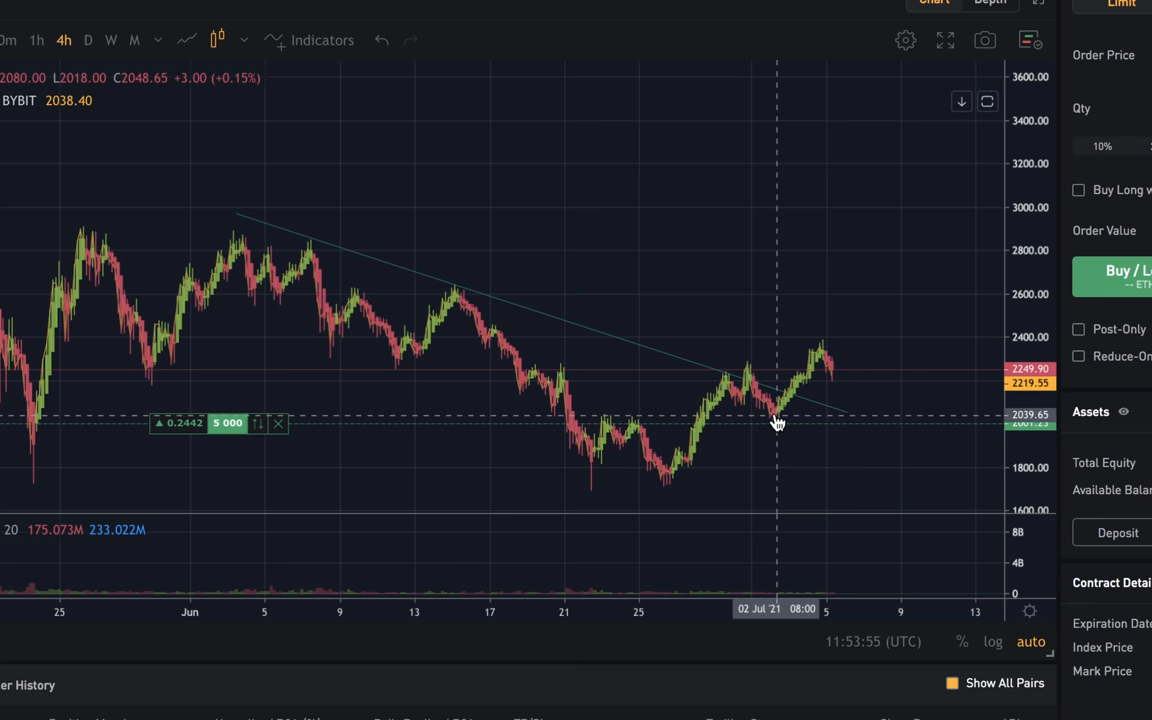 Chart Depth Limit
0m 1h 4h D W M Indicators
2080.00 L2018.00 C2048.65 +3.00 (+0.15%)
BYBIT 2038.40
3600.00
3400.00
3200.00
3000.00
2800.00
2600.00
2400.00
2249.90
2219.55
2039.65
2001.23
1800.00
1600.00
0.2442 5 000
20 175.073M 233.022M
8B
4B
0
25 Jun 5 9 13 17 21 25 02 Jul '21 08:00 5 9 13
11:53:55 (UTC) % log auto
er History
Show All Pairs
Order Price
Qty
10%
Buy Long w
Order Value
Buy / L
-- ETH
Post-Only
Reduce-On
Assets
Total Equity
Available Balan
Deposit
Contract Detai
Expiration Date
Index Price
Mark Price